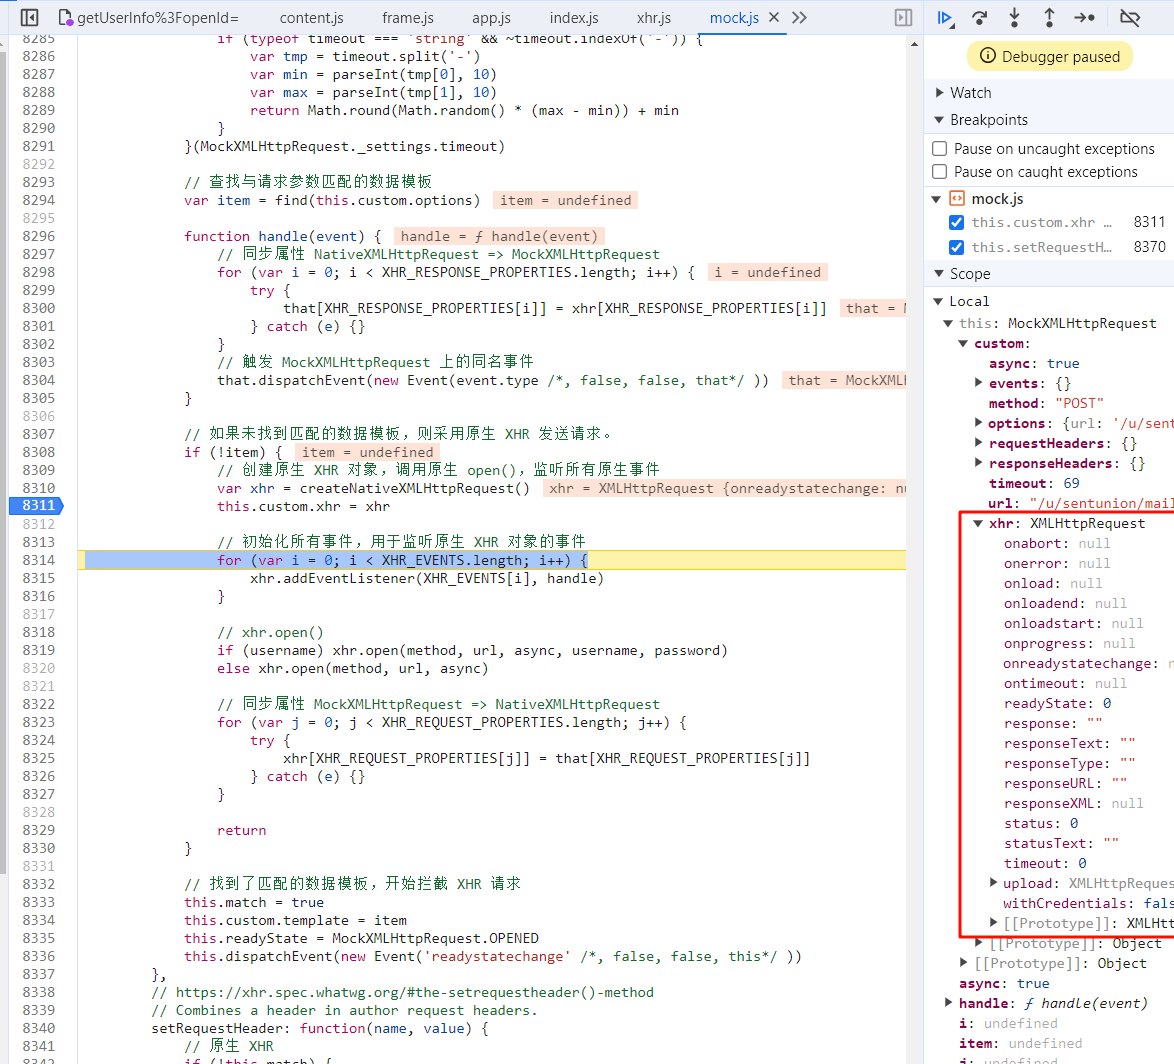 getUserInfo%3FopenId= content.js frame.js app.js index.js xhr.js mock.js
8285 if (typeof timeout === 'string' && ~timeout.indexOf('-')) {
8286 var tmp = timeout.split('-')
8287 var min = parseInt(tmp[0], 10)
8288 var max = parseInt(tmp[1], 10)
8289 return Math.round(Math.random() * (max - min)) + min
8290 }
8291 }(MockXMLHttpRequest._settings.timeout)
8292
8293 // 查找与请求参数匹配的数据模板
8294 var item = find(this.custom.options) item = undefined
8295
8296 function handle(event) { handle = ƒ handle(event)
8297 // 同步属性 NativeXMLHttpRequest => MockXMLHttpRequest
8298 for (var i = 0; i < XHR_RESPONSE_PROPERTIES.length; i++) { i = undefined
8299 try {
8300 that[XHR_RESPONSE_PROPERTIES[i]] = xhr[XHR_RESPONSE_PROPERTIES[i]] that =
8301 } catch (e) {}
8302 }
8303 // 触发 MockXMLHttpRequest 上的同名事件
8304 that.dispatchEvent(new Event(event.type /*, false, false, that*/ )) that = MockXML
8305 }
8306
8307 // 如果未找到匹配的数据模板，则采用原生 XHR 发送请求。
8308 if (!item) { item = undefined
8309 // 创建原生 XHR 对象，调用原生 open()，监听所有原生事件
8310 var xhr = createNativeXMLHttpRequest() xhr = XMLHttpRequest {onreadystatechange: nu
8311 this.custom.xhr = xhr
8312
8313 // 初始化所有事件，用于监听原生 XHR 对象的事件
8314 for (var i = 0; i < XHR_EVENTS.length; i++) {
8315 xhr.addEventListener(XHR_EVENTS[i], handle)
8316 }
8317
8318 // xhr.open()
8319 if (username) xhr.open(method, url, async, username, password)
8320 else xhr.open(method, url, async)
8321
8322 // 同步属性 MockXMLHttpRequest => NativeXMLHttpRequest
8323 for (var j = 0; j < XHR_REQUEST_PROPERTIES.length; j++) {
8324 try {
8325 xhr[XHR_REQUEST_PROPERTIES[j]] = that[XHR_REQUEST_PROPERTIES[j]]
8326 } catch (e) {}
8327 }
8328
8329 return
8330 }
8331
8332 // 找到了匹配的数据模板，开始拦截 XHR 请求
8333 this.match = true
8334 this.custom.template = item
8335 this.readyState = MockXMLHttpRequest.OPENED
8336 this.dispatchEvent(new Event('readystatechange' /*, false, false, this*/ ))
8337 },
8338 // https://xhr.spec.whatwg.org/#the-setrequestheader()-method
8339 // Combines a header in author request headers.
8340 setRequestHeader: function(name, value) {
8341 // 原生 XHR
8342 if (!this.match) {
Debugger paused
Watch
Breakpoints
Pause on uncaught exceptions
Pause on caught exceptions
mock.js
this.custom.xhr … 8311
this.setRequestH… 8370
Scope
Local
this: MockXMLHttpRequest
custom:
async: true
events: {}
method: "POST"
options: {url: '/u/sent
requestHeaders: {}
responseHeaders: {}
timeout: 69
url: "/u/sentunion/mail
xhr: XMLHttpRequest
onabort: null
onerror: null
onload: null
onloadend: null
onloadstart: null
onprogress: null
onreadystatechange: n
ontimeout: null
readyState: 0
response: ""
responseText: ""
responseType: ""
responseURL: ""
responseXML: null
status: 0
statusText: ""
timeout: 0
upload: XMLHttpReques
withCredentials: fals
[[Prototype]]: XMLHtt
[[Prototype]]: Object
[[Prototype]]: Object
async: true
handle: ƒ handle(event)
i: undefined
item: undefined
j: undefined